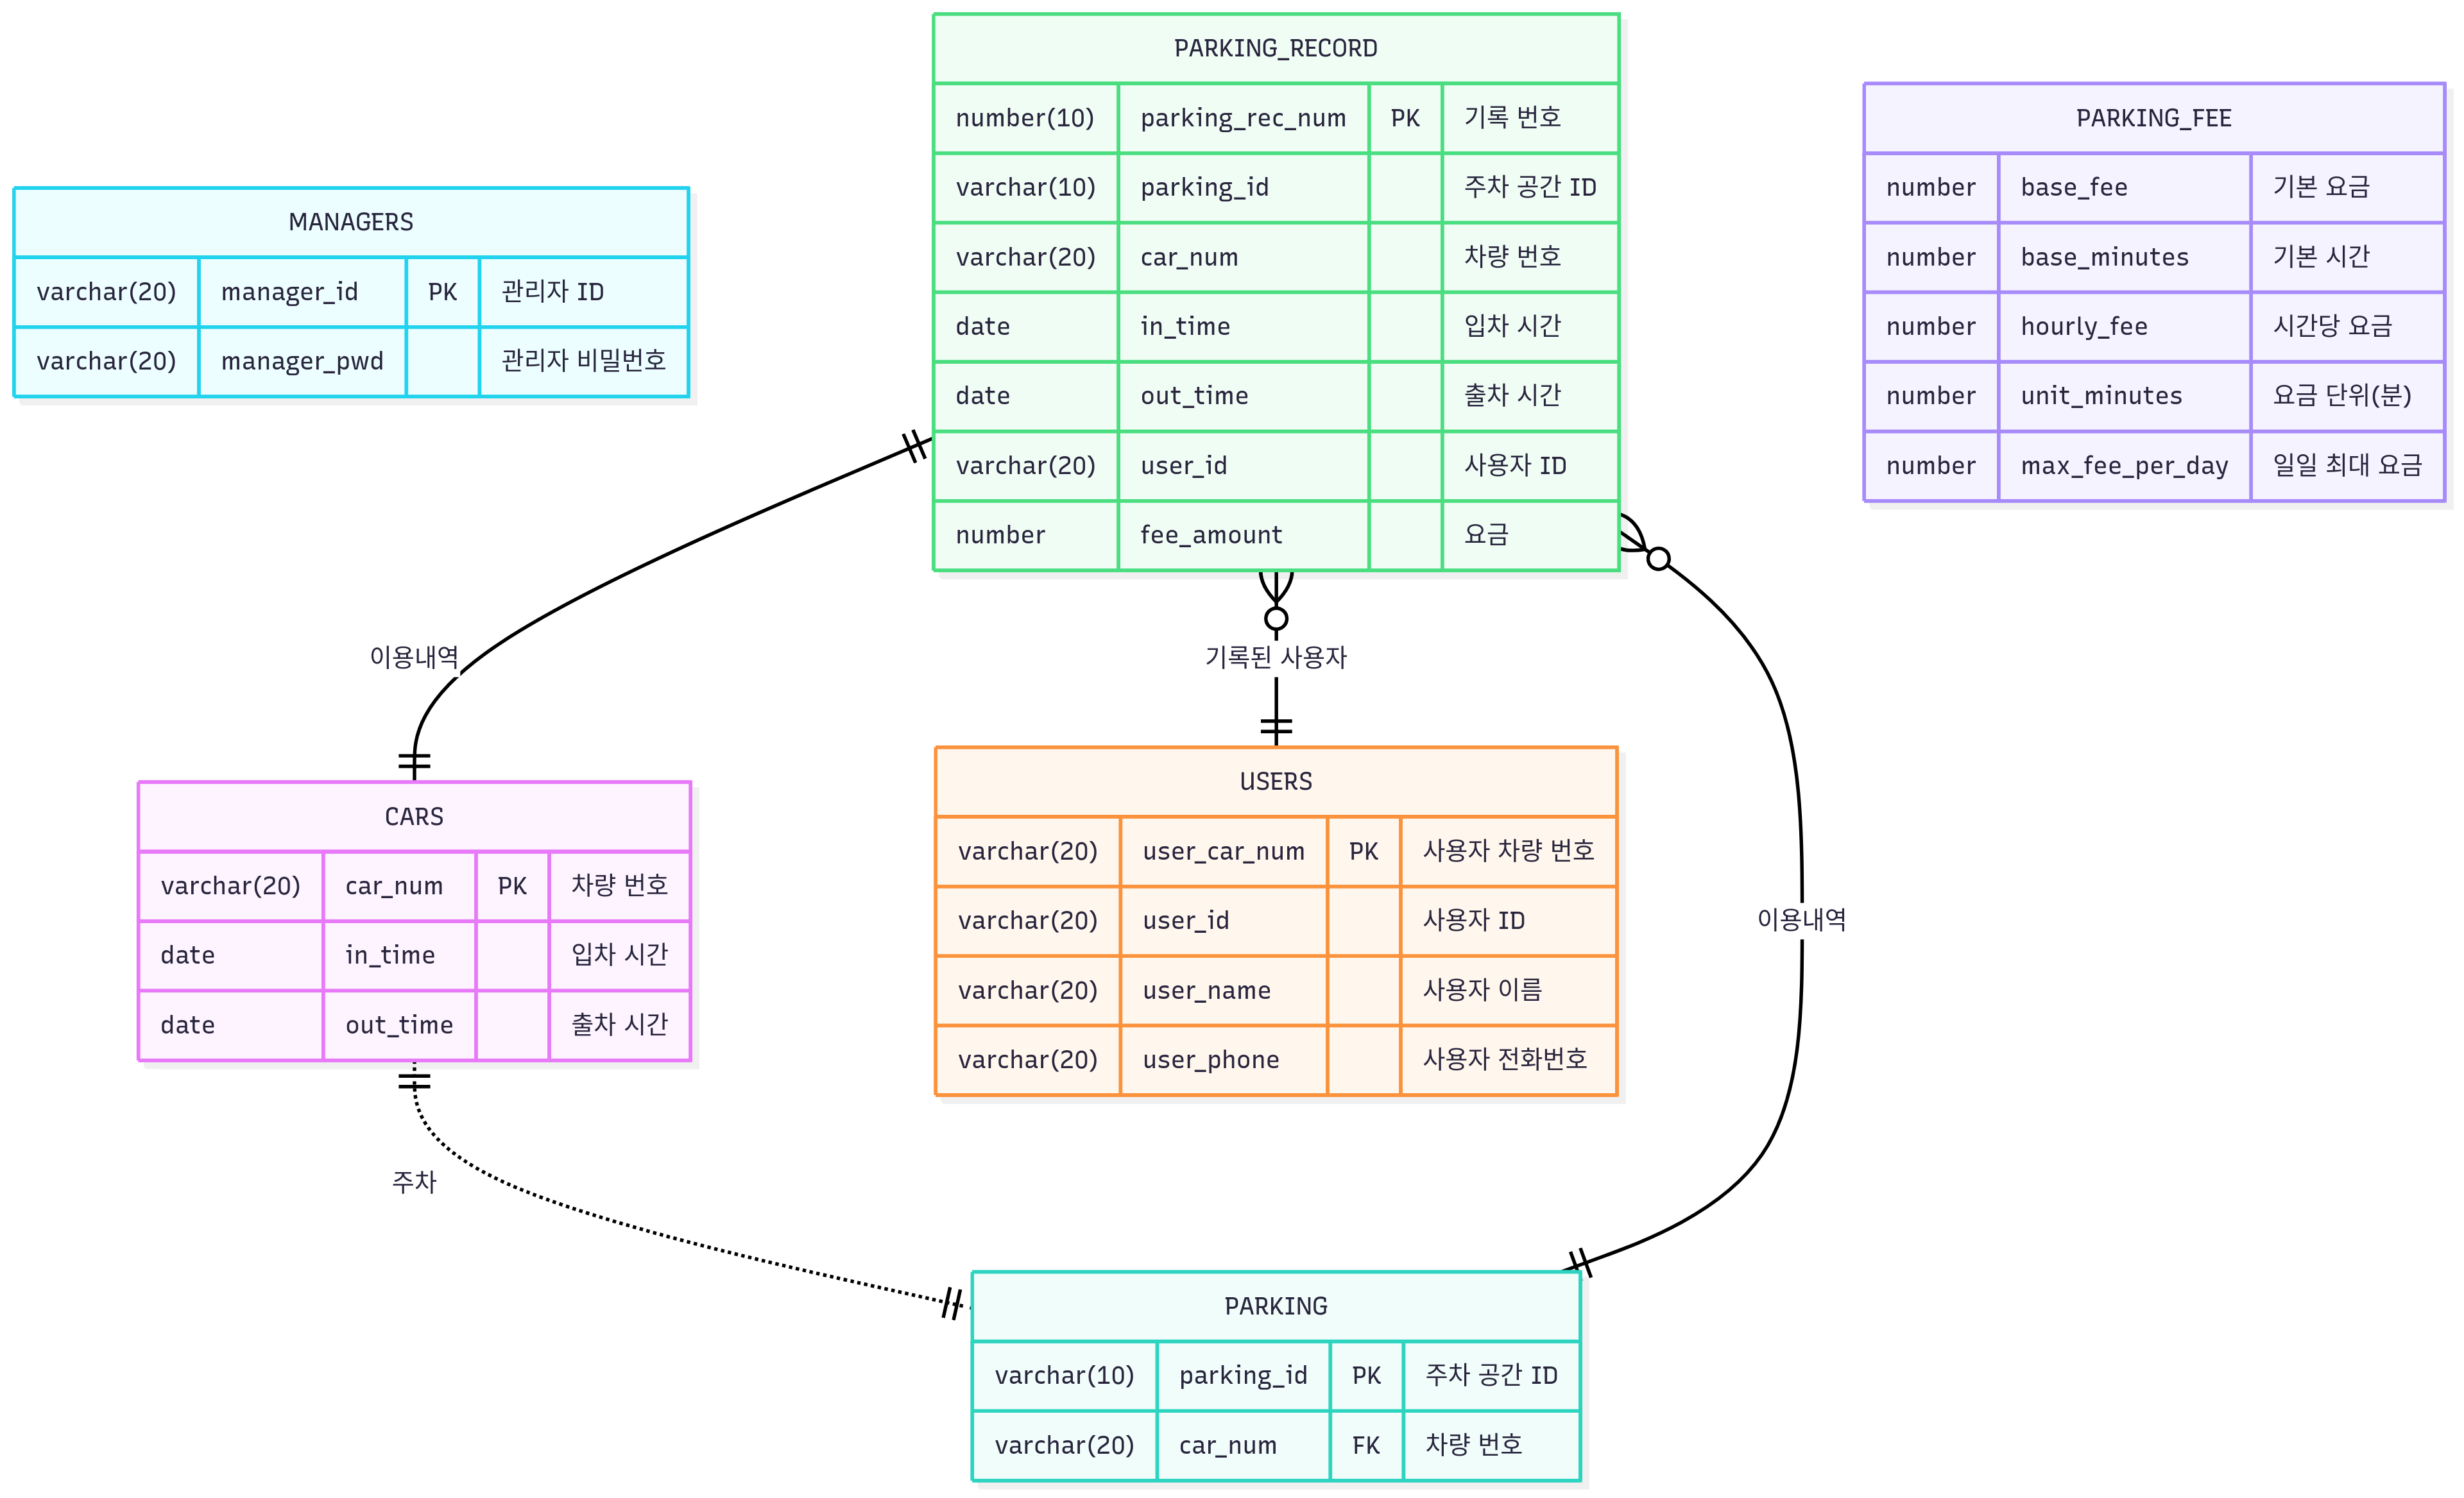 PARKING_RECORD
number(10) parking_rec_num PK 기록 번호
varchar(10) parking_id 주차 공간 ID
varchar(20) car_num 차량 번호
date in_time 입차 시간
date out_time 출차 시간
varchar(20) user_id 사용자 ID
number fee_amount 요금
PARKING_FEE
number base_fee 기본 요금
number base_minutes 기본 시간
number hourly_fee 시간당 요금
number unit_minutes 요금 단위(분)
number max_fee_per_day 일일 최대 요금
MANAGERS
varchar(20) manager_id PK 관리자 ID
varchar(20) manager_pwd 관리자 비밀번호
이용내역
기록된 사용자
이용내역
CARS
varchar(20) car_num PK 차량 번호
date in_time 입차 시간
date out_time 출차 시간
USERS
varchar(20) user_car_num PK 사용자 차량 번호
varchar(20) user_id 사용자 ID
varchar(20) user_name 사용자 이름
varchar(20) user_phone 사용자 전화번호
주차
PARKING
varchar(10) parking_id PK 주차 공간 ID
varchar(20) car_num FK 차량 번호